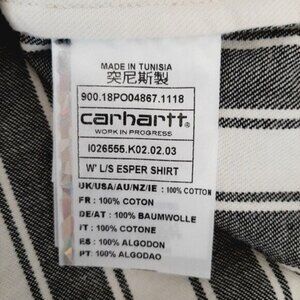 MADE IN TUNISIA
突尼斯製
900.18PO04867.1118
carhartt®
WORK IN PROGRESS
I026555.K02.02.03
W' L/S ESPER SHIRT
UK/USA/AU/NZ/IE : 100% COTTON
FR : 100% COTON
DE/AT : 100% BAUMWOLLE
IT : 100% COTONE
ES : 100% ALGODON
PT: 100% ALGODAO